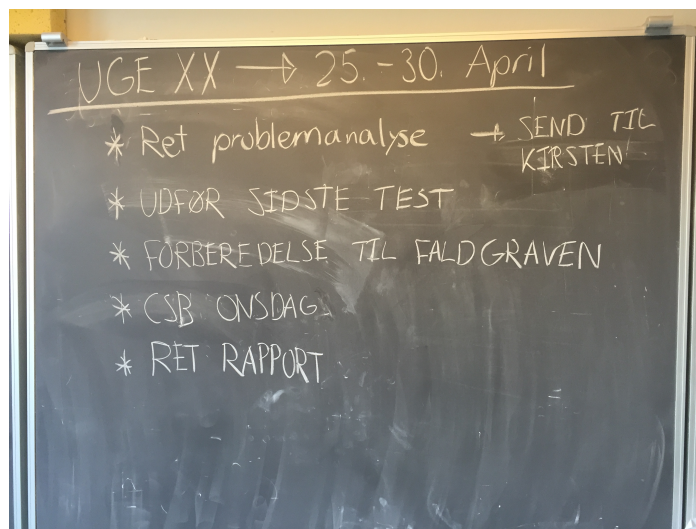 UGE XX → 25.-30. April
* Ret problemanalyse → SEND TIL
KIRSTEN
* UDFØR SIDSTE TEST
* FORBEREDELSE TIL FALDGRAVEN
* CSB ONSDAG
* RET RAPPORT